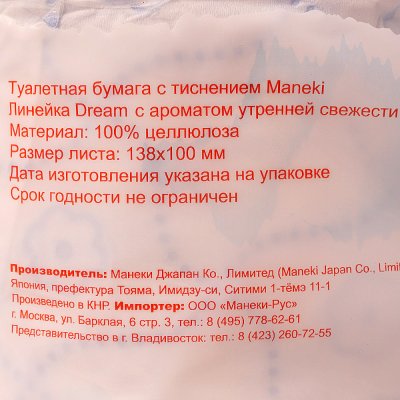 Туалетная бумага с тиснением Maneki
Линейка Dream с ароматом утренней свежести
Материал: 100% целлюлоза
Размер листа: 138х100 мм
Дата изготовления указана на упаковке
Срок годности не ограничен
Производитель: Манеки Джапан Ко., Лимитед (Maneki Japan Co., Limit
Япония, префектура Тояма, Имидзу-си, Ситими 1-тёмэ 11-1
Произведено в КНР. Импортер: ООО «Манеки-Рус»
г. Москва, ул. Барклая, 6 стр. 3, тел.: 8 (495) 778-62-61
Представительство в г. Владивосток: тел.: 8 (423) 260-72-55